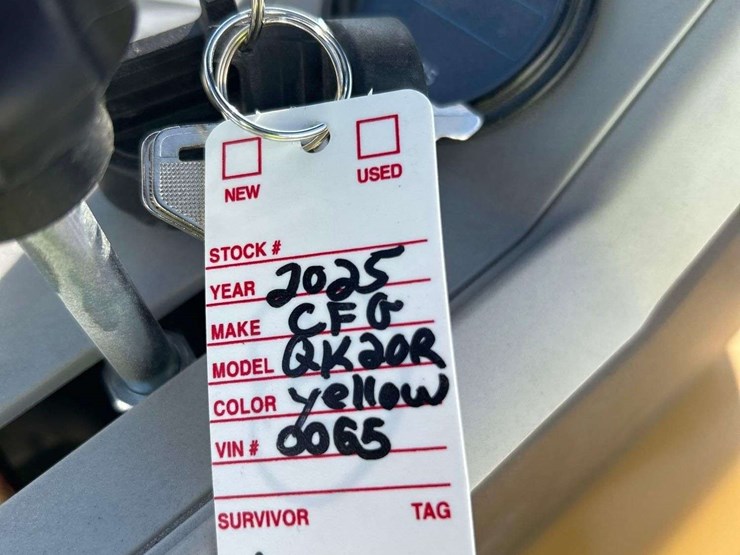 NEW USED
STOCK #
YEAR 2025
MAKE CFG
MODEL QK20R
COLOR yellow
VIN # 0065
SURVIVOR TAG